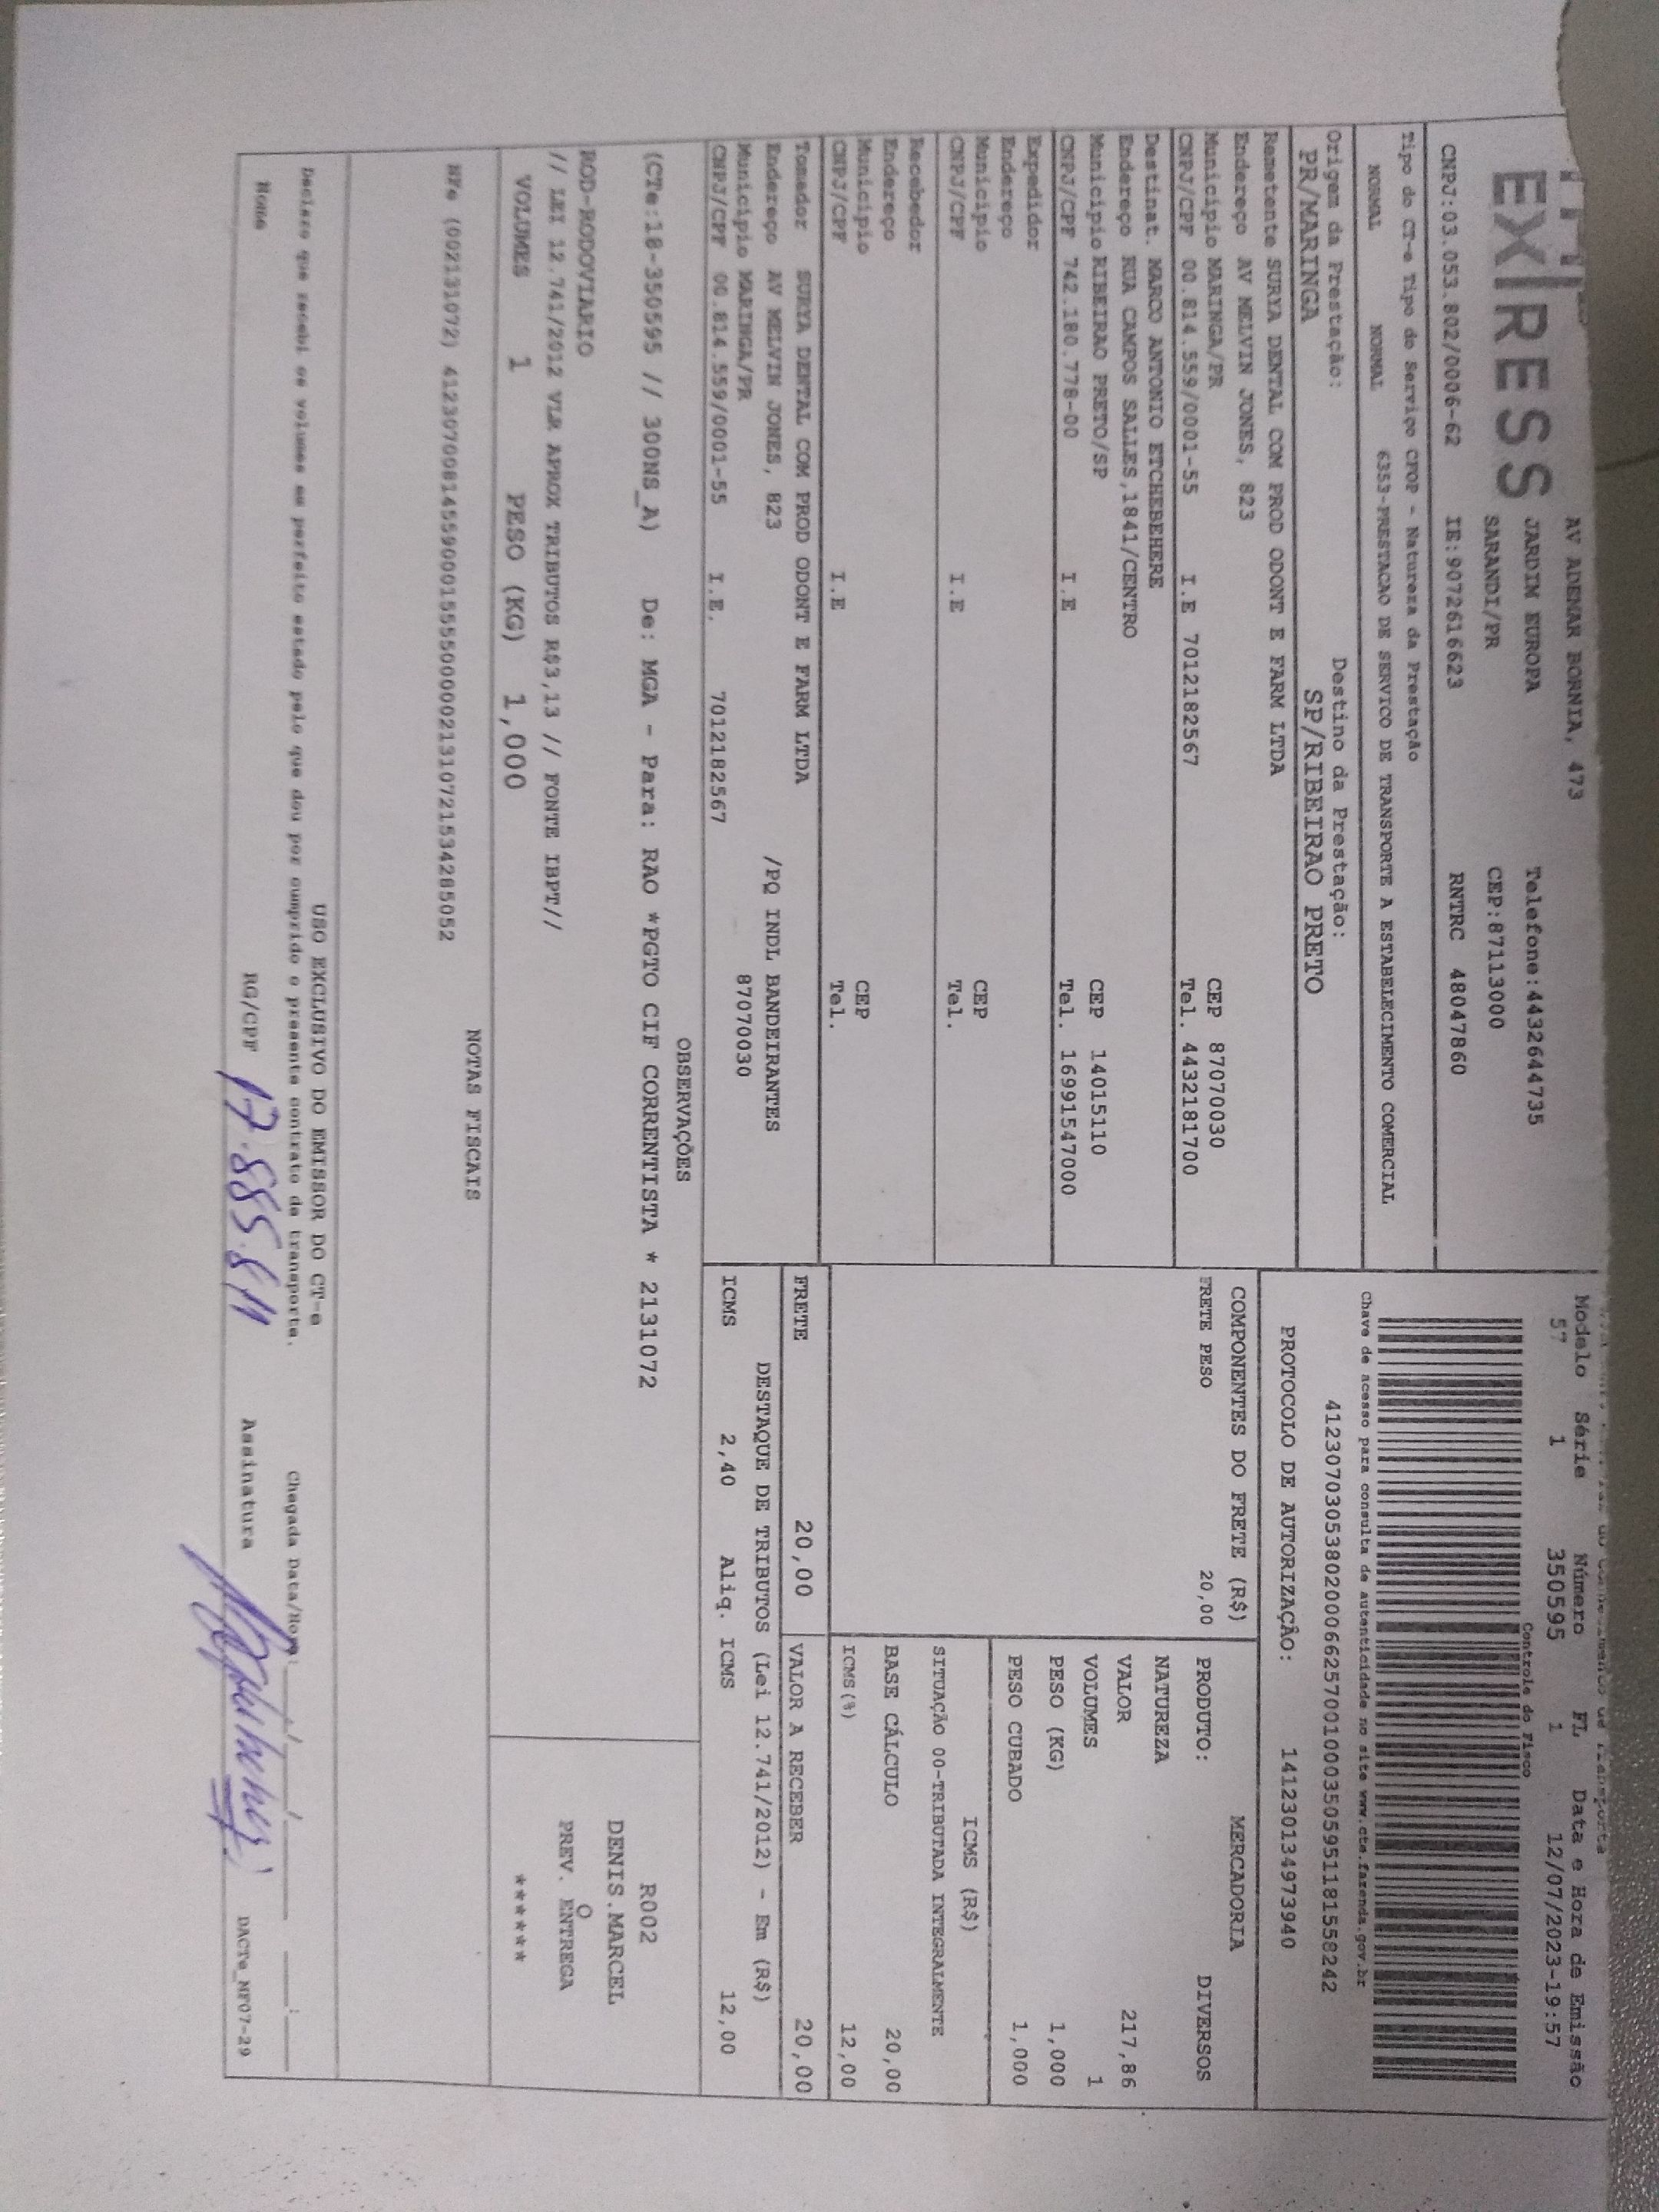 EXPRESS
AV ADEMAR BORNIA, 473
JARDIM EUROPA Telefone:4432644735
SARANDI/PR CEP:87113000
CNPJ:03.053.802/0006-62 IE:9072616623 RNTRC 48047860
Modelo Série Número FL Data e Hora de Emissão
57 1 350595 1 12/07/2023-19:57
Controle do Fisco
Tipo do CT-e Tipo do Serviço CFOP - Natureza da Prestação
NORMAL NORMAL 6353-PRESTACAO DE SERVICO DE TRANSPORTE A ESTABELECIMENTO COMERCIAL
Chave de acesso para consulta de autenticidade no site www.cte.fazenda.gov.br
41230703053802000662570010003505951181558242
PROTOCOLO DE AUTORIZAÇÃO: 141230134973940
Origem da Prestação: Destino da Prestação:
PR/MARINGA SP/RIBEIRAO PRETO
Remetente SURYA DENTAL COM PROD ODONT E FARM LTDA
Endereço AV MELVIN JONES, 823
Municipio MARINGA/PR CEP 87070030
CNPJ/CPF 00.814.559/0001-55 I.E 7012182567 Tel. 4432181700
Destinat. MARCO ANTONIO ETCHEBEHERE
Endereço RUA CAMPOS SALLES,1841/CENTRO
Municipio RIBEIRAO PRETO/SP CEP 14015110
CNPJ/CPF 742.180.778-00 I.E Tel. 16991547000
Expedidor
Endereço
Municipio CEP
CNPJ/CPF I.E Tel.
Recebedor
Endereço
Municipio CEP
CNPJ/CPF I.E Tel.
Tomador SURYA DENTAL COM PROD ODONT E FARM LTDA
Endereço AV MELVIN JONES, 823 /PQ INDL BANDEIRANTES
Municipio MARINGA/PR 87070030
CNPJ/CPF 00.814.559/0001-55 I.E. 7012182567
COMPONENTES DO FRETE (R$)
FRETE PESO 20,00
MERCADORIA
PRODUTO: DIVERSOS
NATUREZA
VALOR 217,86
VOLUMES 1
PESO (KG) 1,000
PESO CUBADO 1,000
ICMS (R$)
SITUAÇÃO 00-TRIBUTADA INTEGRALMENTE
BASE CÁLCULO 20,00
ICMS(%) 12,00
FRETE 20,00 VALOR A RECEBER 20,00
DESTAQUE DE TRIBUTOS (Lei 12.741/2012) - Em (R$)
ICMS 2,40 Aliq. ICMS 12,00
OBSERVAÇÕES
(CTe:18-350595 // 300NS_A) De: MGA - Para: RAO *PGTO CIF CORRENTISTA * 2131072
ROD-RODOVIARIO
// LEI 12.741/2012 VLR APROX TRIBUTOS R$3,13 // FONTE IBPT//
VOLUMES 1 PESO (KG) 1,000
R002
DENIS.MARCEL
O
PREV. ENTREGA
******
NOTAS FISCAIS
NFe (002131072) 41230700814559000155550000021310721534285052
USO EXCLUSIVO DO EMISSOR DO CT-e
Declaro que recebi os volumes em perfeito estado pelo que dou por cumprido o presente contrato de transporte. Chegada Data/Hora: __/__/____ __:__
Nome RG/CPF 17.885.811 Assinatura DACTe_NF07-29